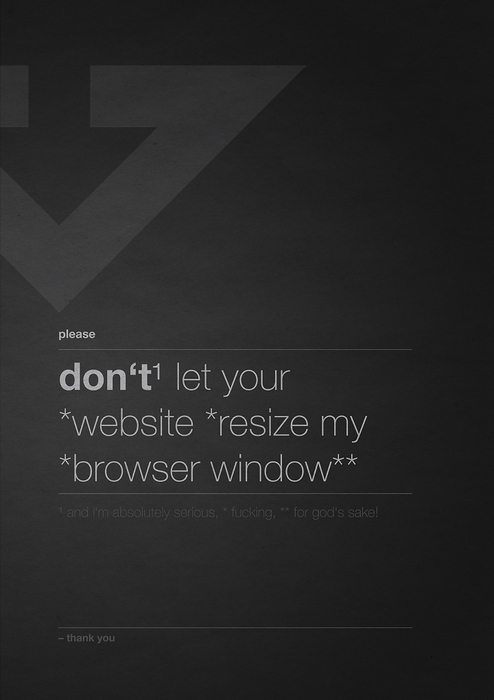 please
don‘t¹ let your
*website *resize my
*browser window**
¹ and i'm absolutely serious, * fucking, ** for god's sake!
– thank you